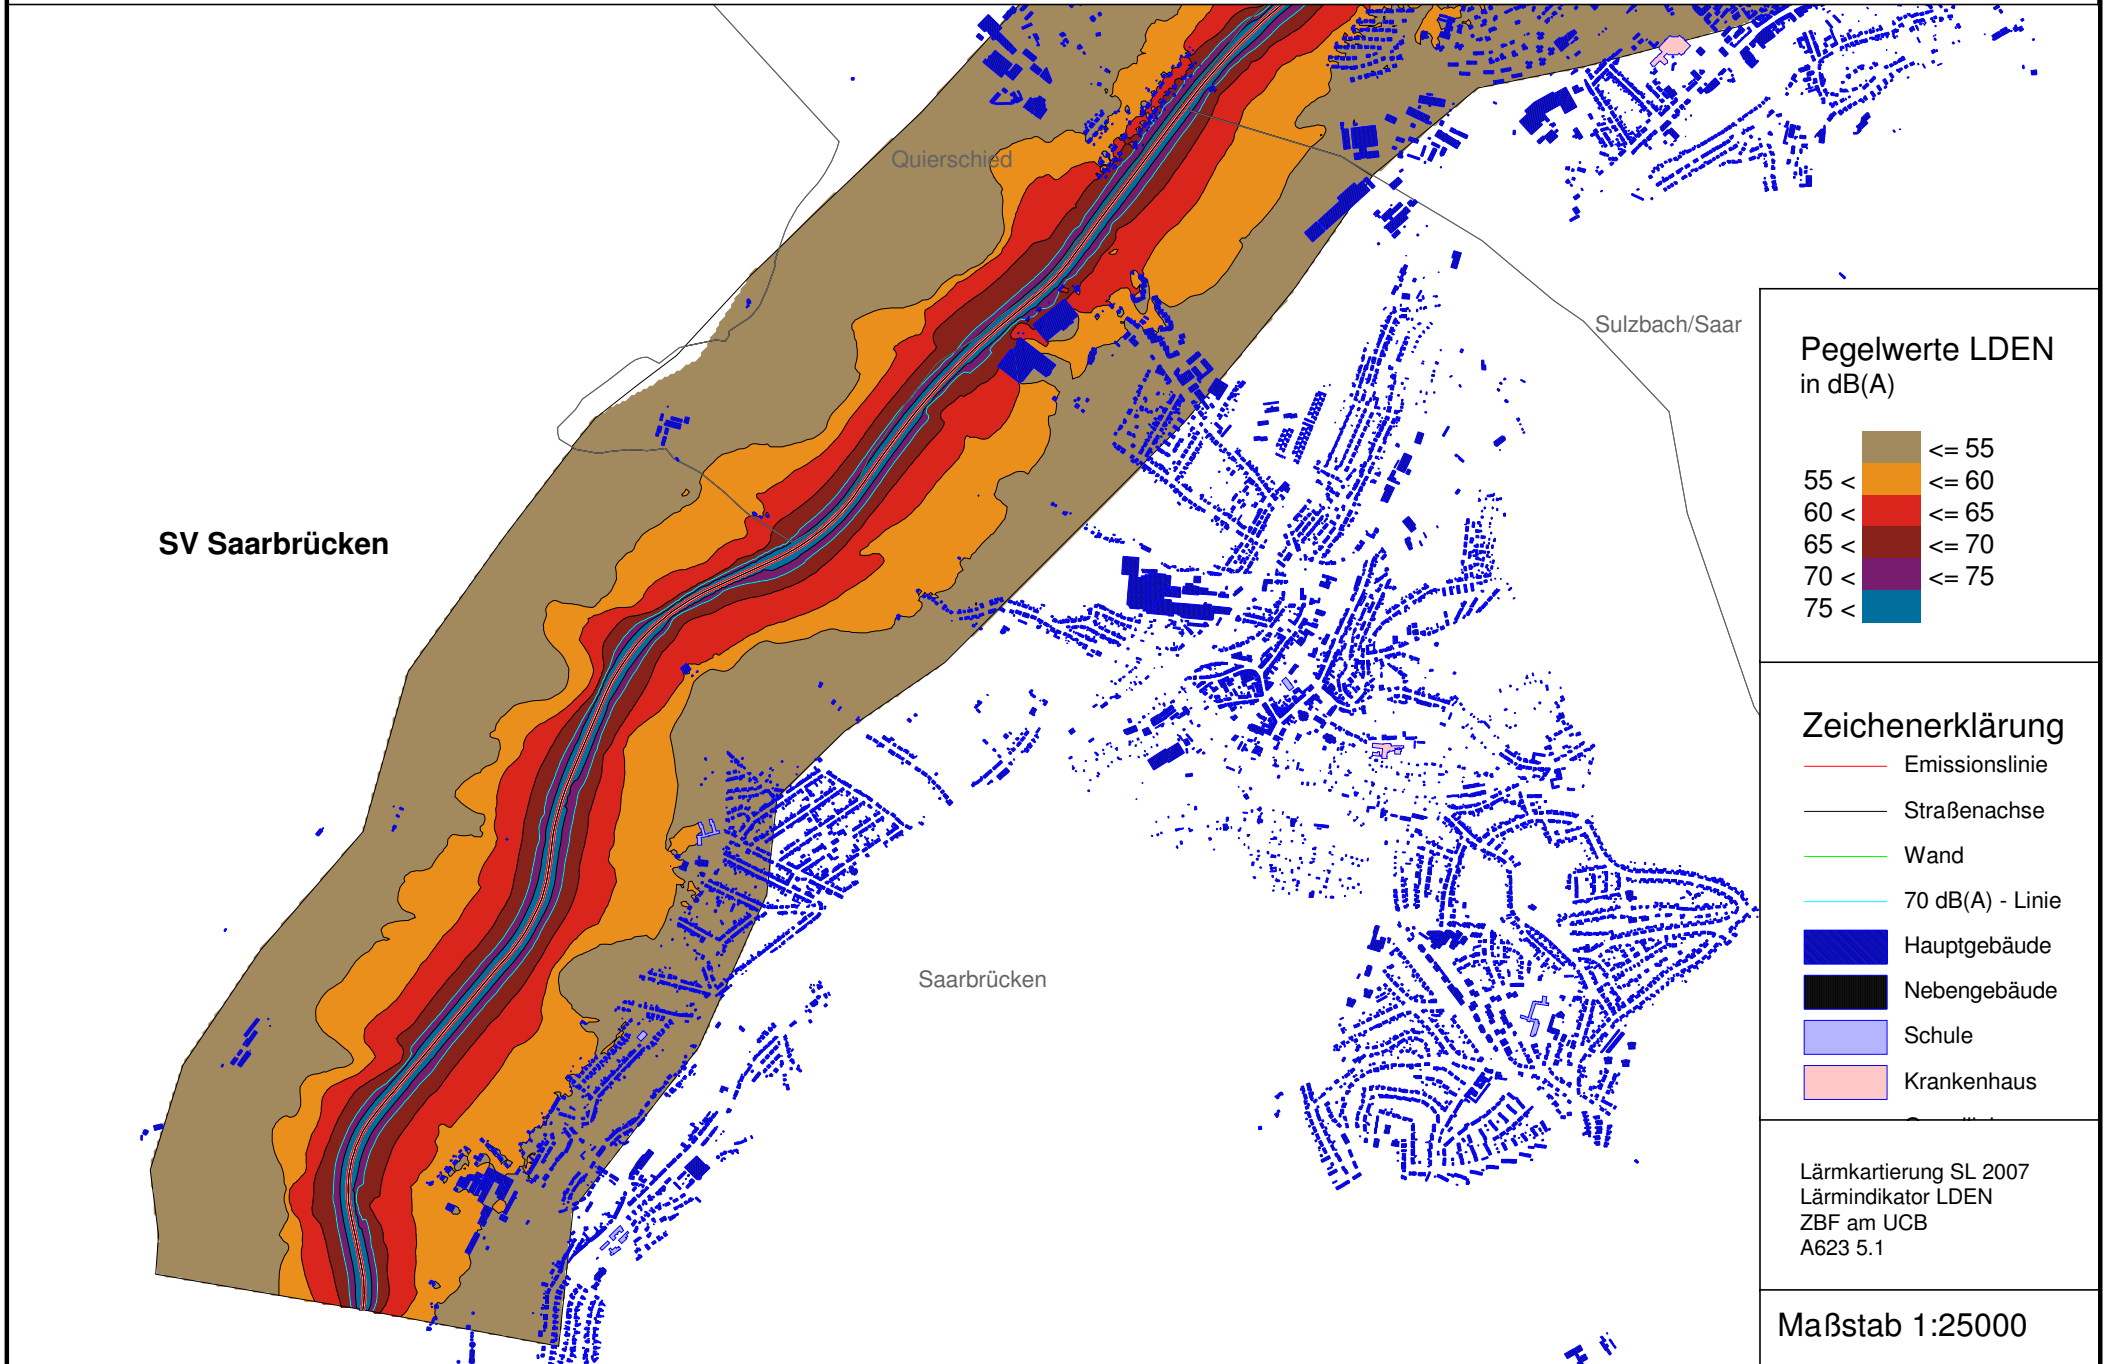 Quierschied
Sulzbach/Saar
SV Saarbrücken
Saarbrücken
Pegelwerte LDEN
in dB(A)
<= 55
55 < <= 60
60 < <= 65
65 < <= 70
70 < <= 75
75 <
Zeichenerklärung
Emissionslinie
Straßenachse
Wand
70 dB(A) - Linie
Hauptgebäude
Nebengebäude
Schule
Krankenhaus
Lärmkartierung SL 2007
Lärmindikator LDEN
ZBF am UCB
A623 5.1
Maßstab 1:25000